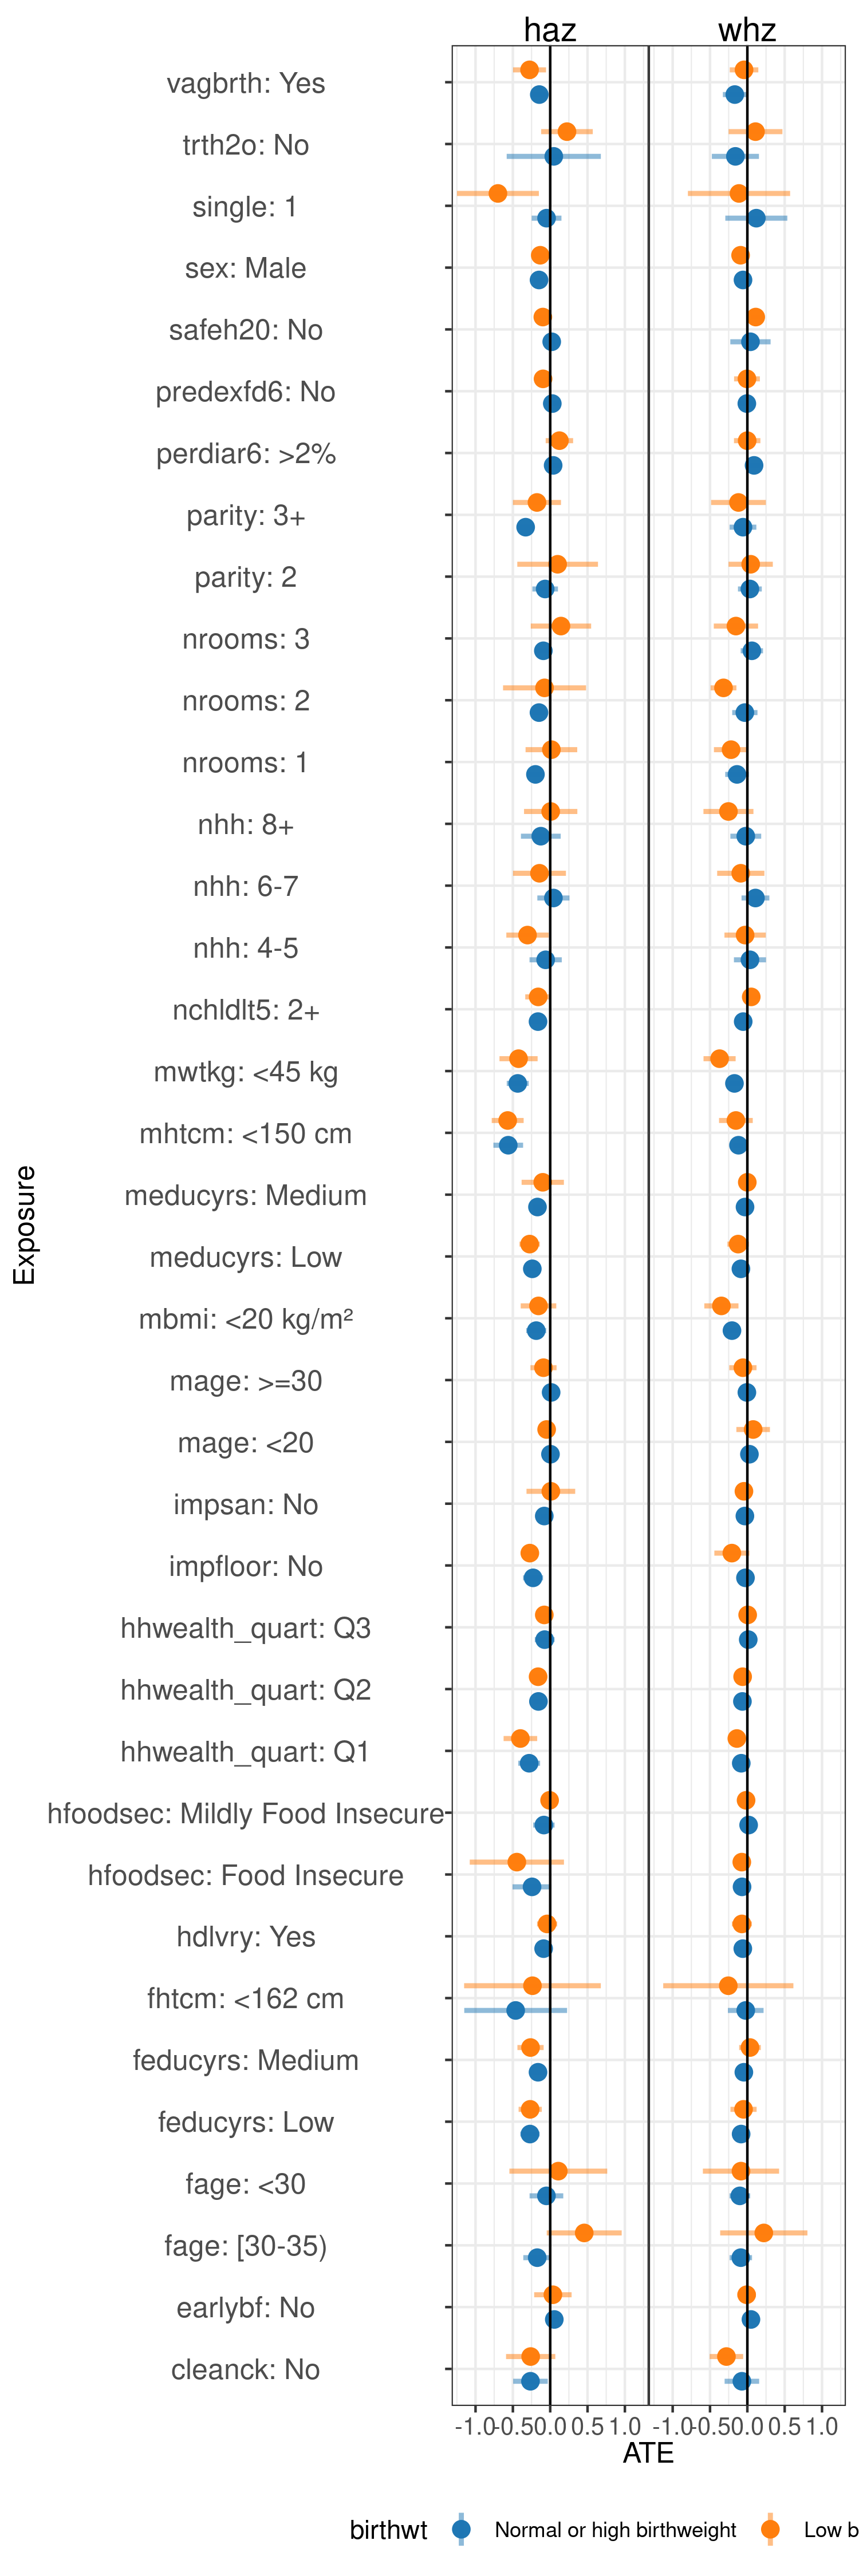 haz whz
vagbrth: Yes
trth2o: No
single: 1
sex: Male
safeh20: No
predexfd6: No
perdiar6: >2%
parity: 3+
parity: 2
nrooms: 3
nrooms: 2
nrooms: 1
nhh: 8+
nhh: 6-7
nhh: 4-5
nchldlt5: 2+
mwtkg: <45 kg
mhtcm: <150 cm
meducyrs: Medium
meducyrs: Low
mbmi: <20 kg/m²
mage: >=30
mage: <20
impsan: No
impfloor: No
hhwealth_quart: Q3
hhwealth_quart: Q2
hhwealth_quart: Q1
hfoodsec: Mildly Food Insecure
hfoodsec: Food Insecure
hdlvry: Yes
fhtcm: <162 cm
feducyrs: Medium
feducyrs: Low
fage: <30
fage: [30-35)
earlybf: No
cleanck: No
Exposure
-1.0 -0.5 0.0 0.5 1.0 -1.0 -0.5 0.0 0.5 1.0
ATE
birthwt Normal or high birthweight Low b